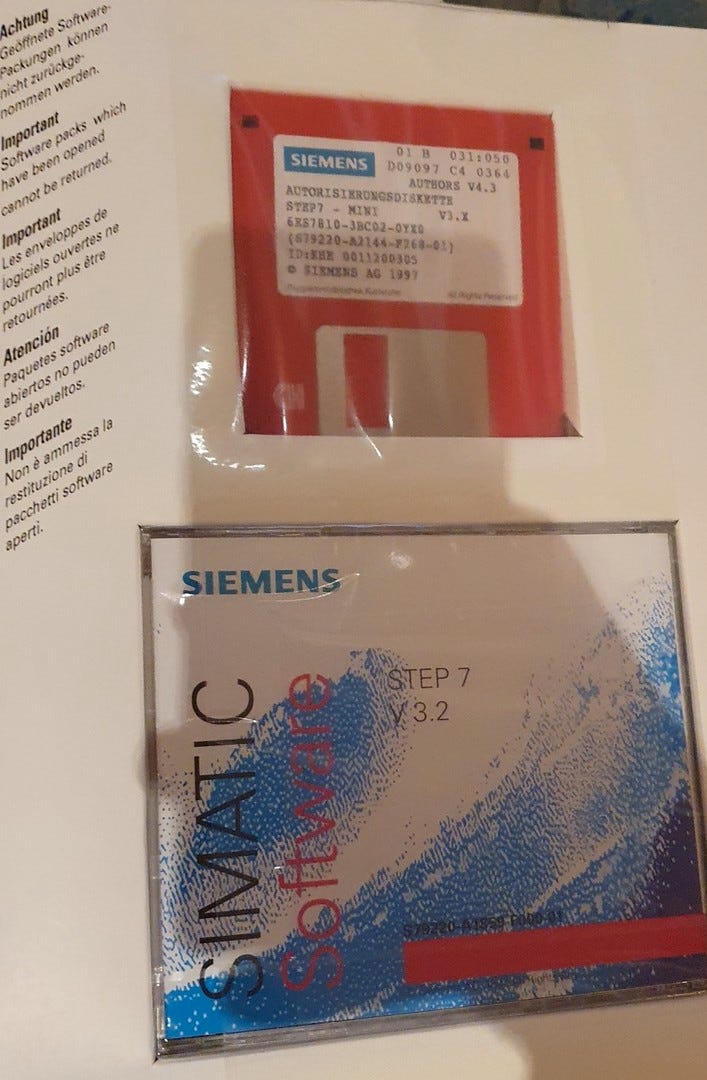 Achtung
Geöffnete Software-
Packungen können
nicht zurückge-
nommen werden.
Important
Software packs which
have been opened
cannot be returned.
Important
Les enveloppes de
logiciels ouvertes ne
pourront plus être
retournées.
Atención
Paquetes software
abiertos no pueden
ser devueltos.
Importante
Non è ammessa la
restituzione di
pacchetti software
aperti.
SIEMENS
01 B 031:050
D09097 C4 0364
AUTHORS V4.3
AUTORISIERUNGSDISKETTE
STEP7 - MINI V3.X
6ES7810-3BC02-0YX0
(S79220-A2144-F268-01)
ID:KHE 0011200305
© SIEMENS AG 1997
Programmbibliothek Karlsruhe All Rights Reserved
SIEMENS
SIMATIC
Software
STEP 7
V 3.2